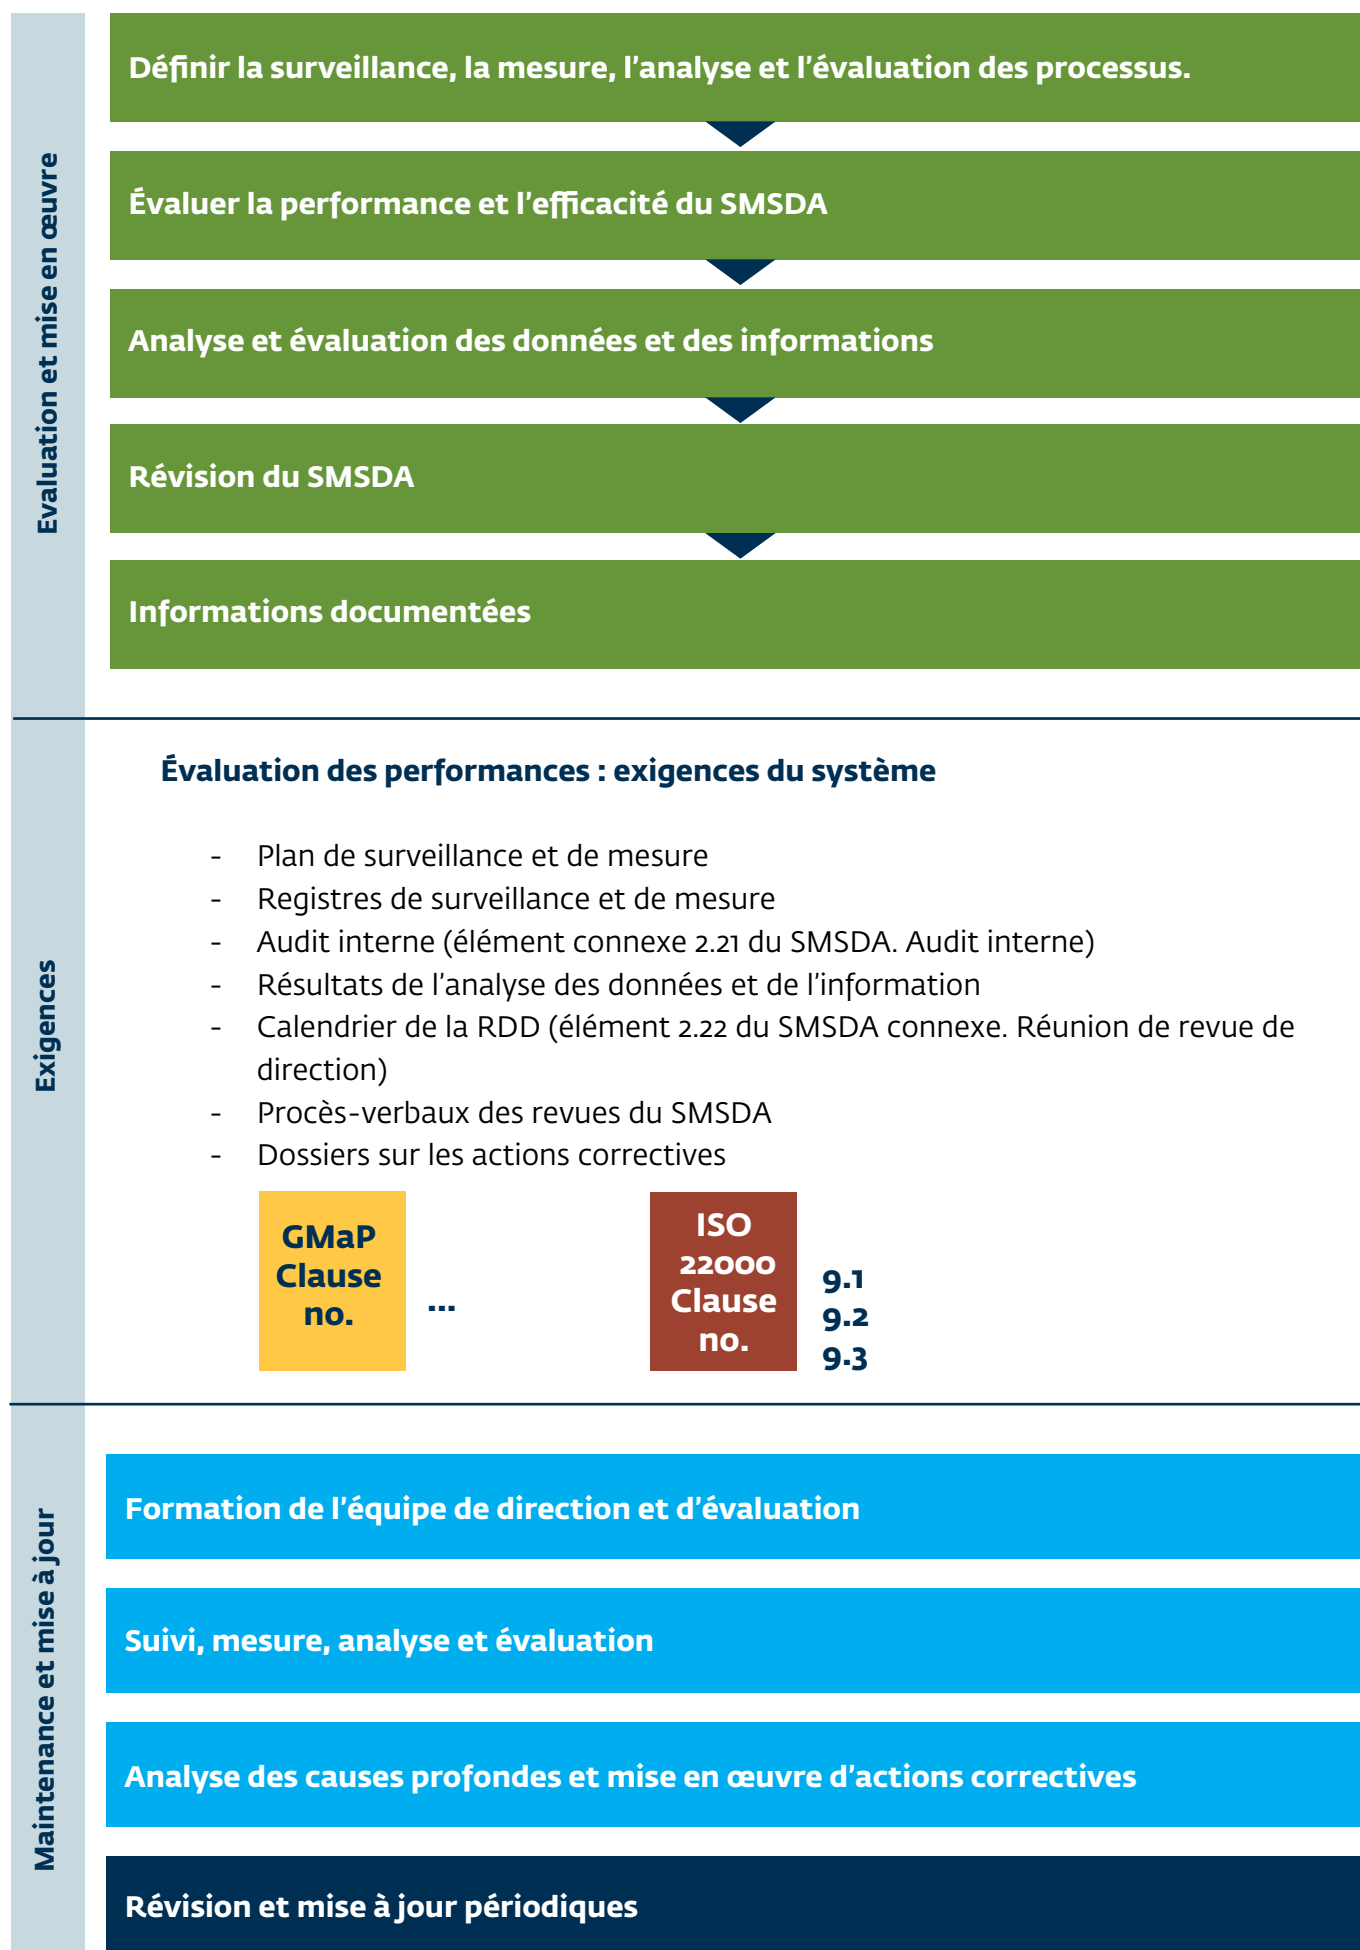 Evaluation et mise en œuvre
Définir la surveillance, la mesure, l'analyse et l'évaluation des processus.
Évaluer la performance et l'efficacité du SMSDA
Analyse et évaluation des données et des informations
Révision du SMSDA
Informations documentées
Exigences
Évaluation des performances : exigences du système
- Plan de surveillance et de mesure
- Registres de surveillance et de mesure
- Audit interne (élément connexe 2.21 du SMSDA. Audit interne)
- Résultats de l'analyse des données et de l'information
- Calendrier de la RDD (élément 2.22 du SMSDA connexe. Réunion de revue de
direction)
- Procès-verbaux des revues du SMSDA
- Dossiers sur les actions correctives
GMaP
Clause
no.
...
ISO
22000
Clause
no.
9.1
9.2
9.3
Maintenance et mise à jour
Formation de l'équipe de direction et d'évaluation
Suivi, mesure, analyse et évaluation
Analyse des causes profondes et mise en œuvre d'actions correctives
Révision et mise à jour périodiques